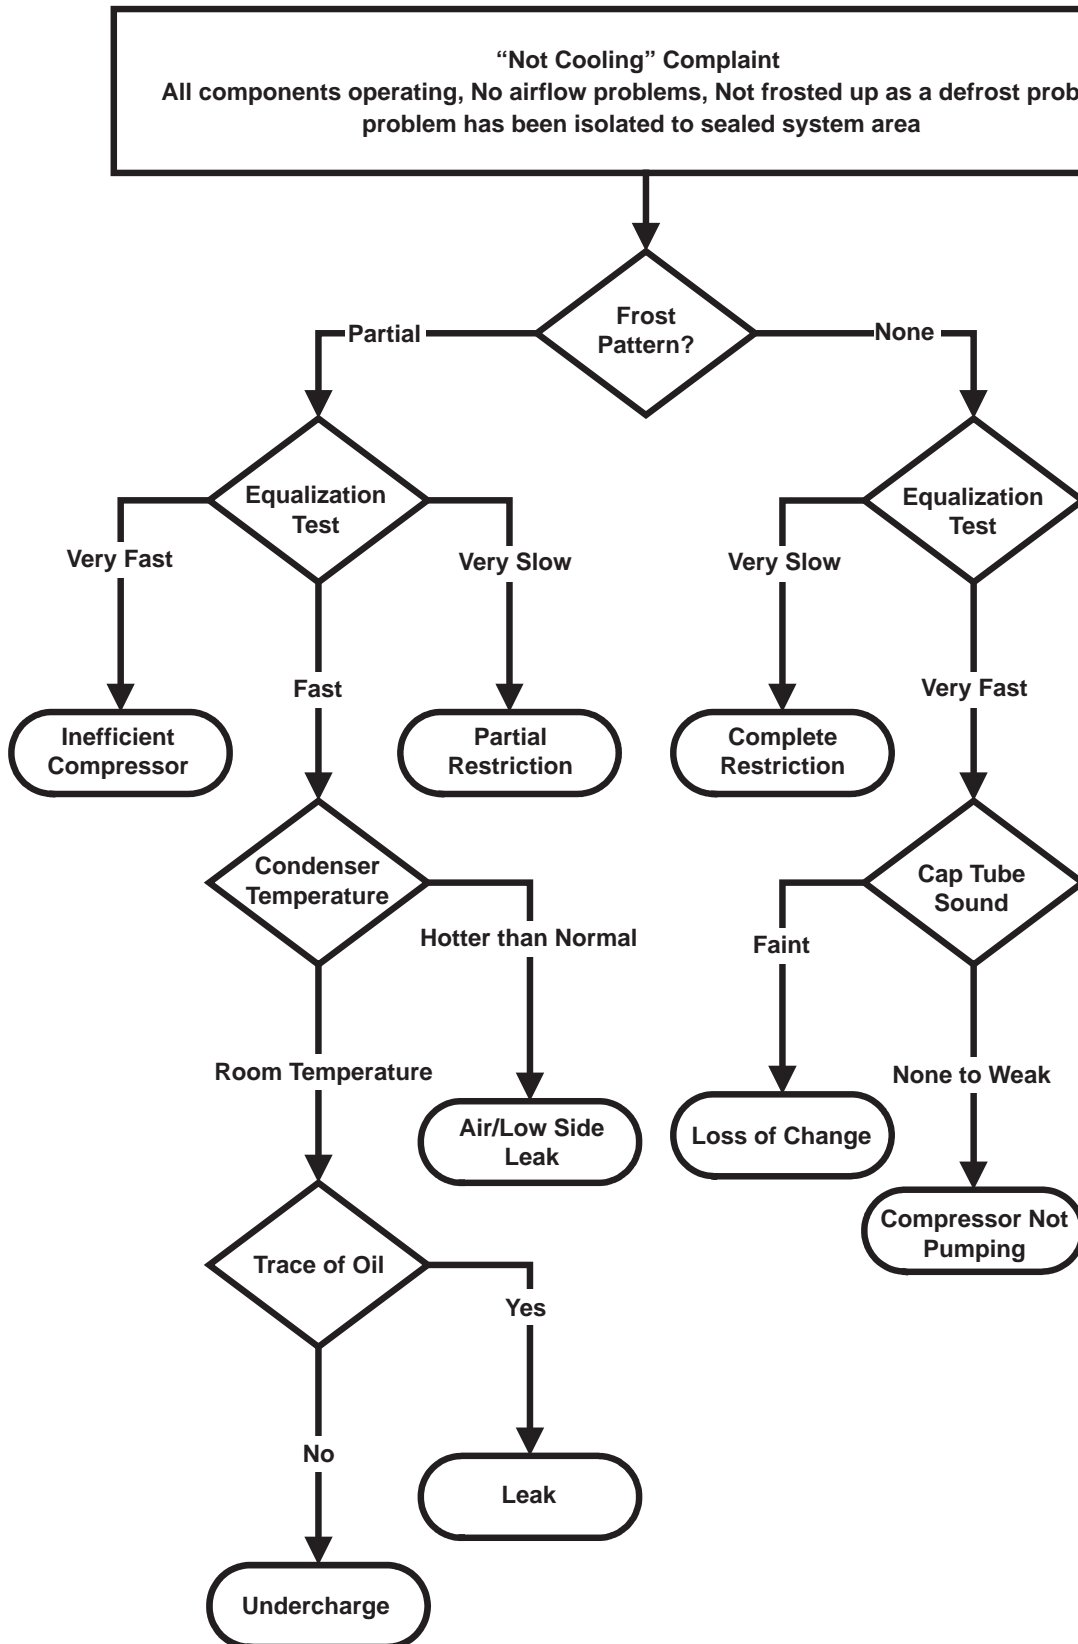 “Not Cooling” Complaint
All components operating, No airflow problems, Not frosted up as a defrost prob
problem has been isolated to sealed system area
Frost
Pattern?
Partial
None
Equalization
Test
Equalization
Test
Very Fast
Very Slow
Very Slow
Fast
Very Fast
Inefficient
Compressor
Partial
Restriction
Complete
Restriction
Condenser
Temperature
Cap Tube
Sound
Hotter than Normal
Faint
Room Temperature
None to Weak
Air/Low Side
Leak
Loss of Change
Compressor Not
Pumping
Trace of Oil
Yes
No
Leak
Undercharge